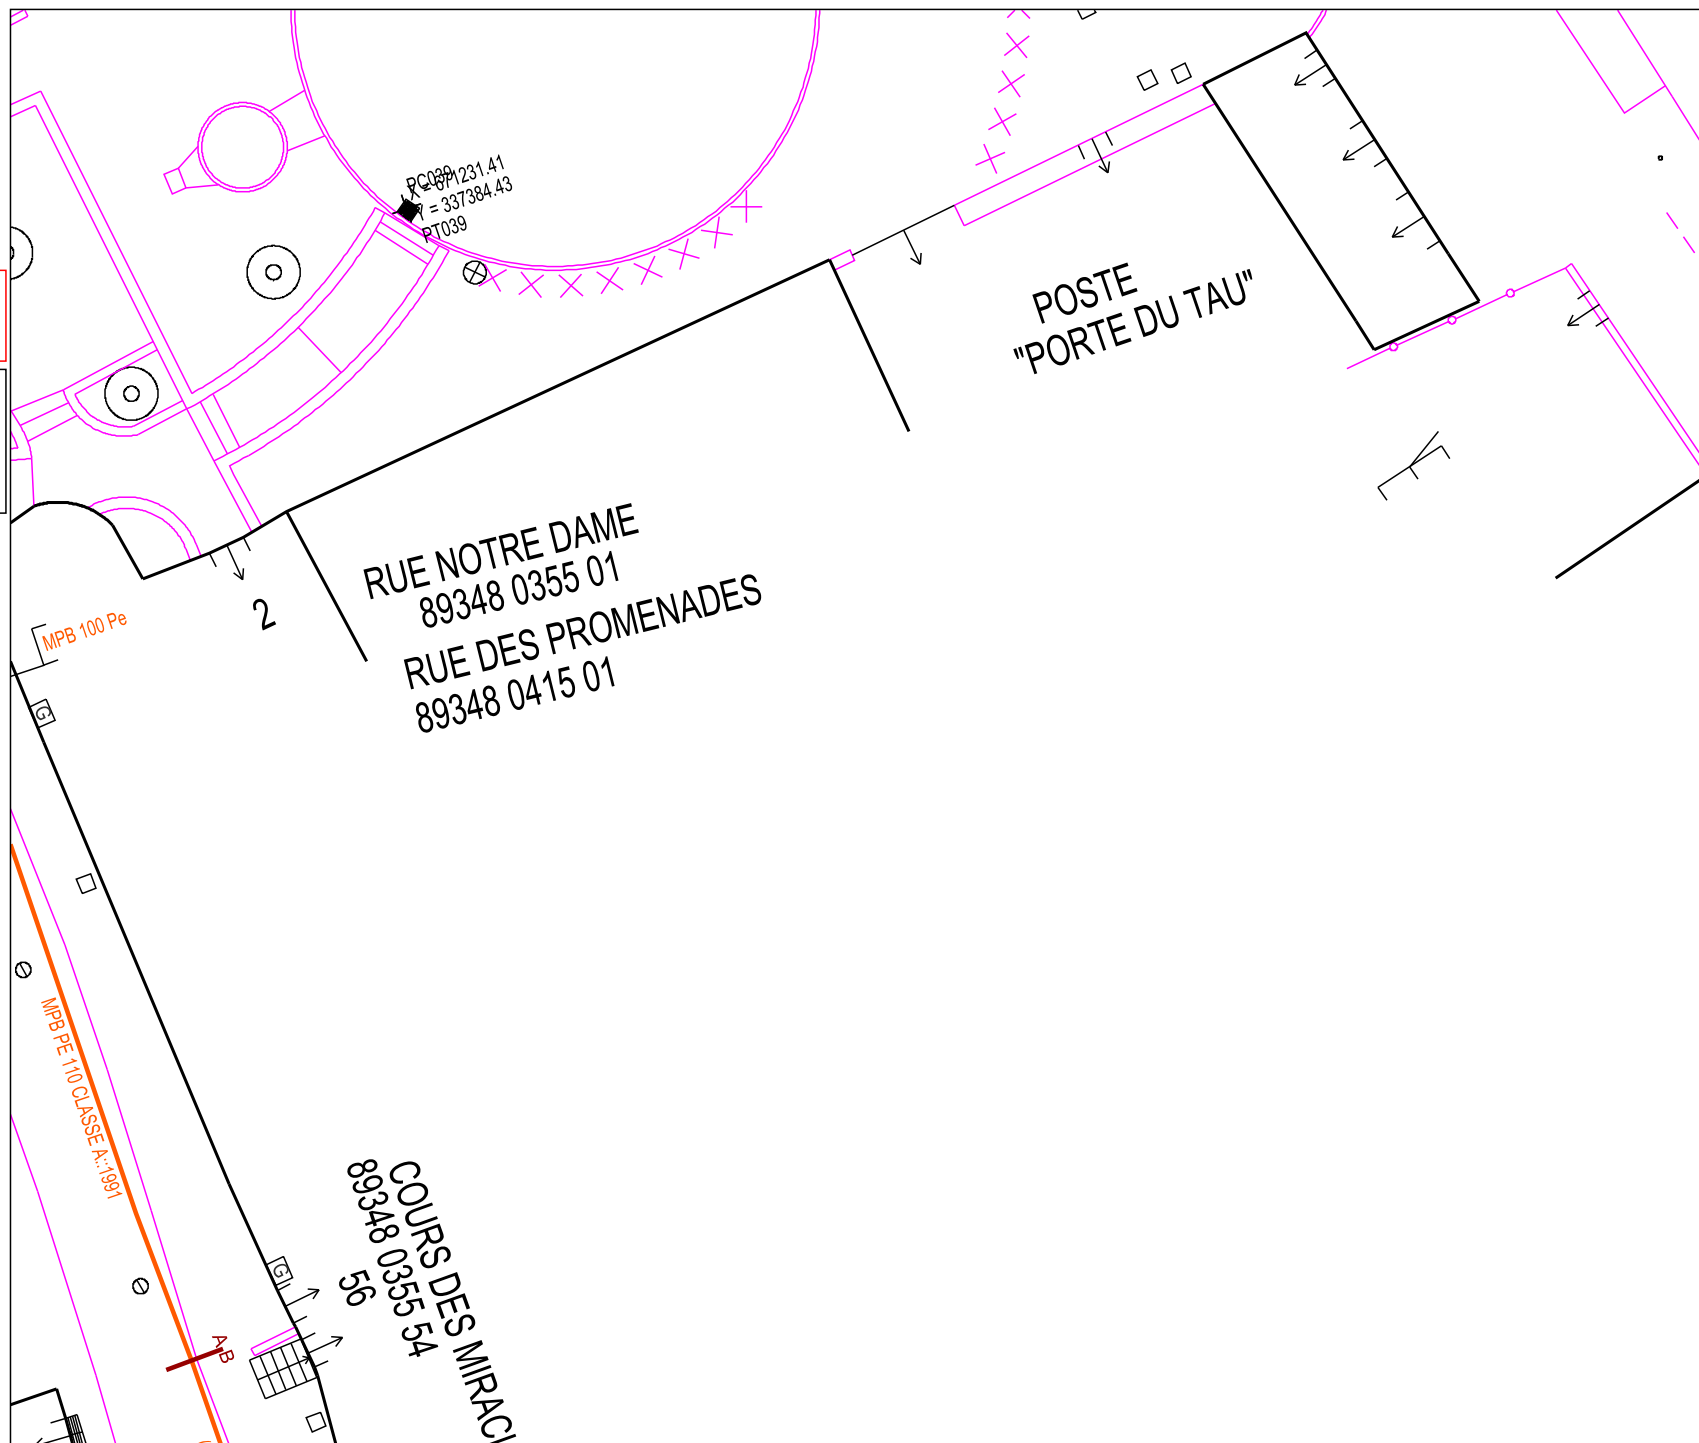 PC039
X = 671231.41
Y = 337384.43
PT039
POSTE
"PORTE DU TAU"
RUE NOTRE DAME
89348 0355 01
RUE DES PROMENADES
89348 0415 01
2
MPB 100 Pe
G
MPB PE 110 CLASSE A::1991
COURS DES MIRACL
89348 0355 54
56
G
A B